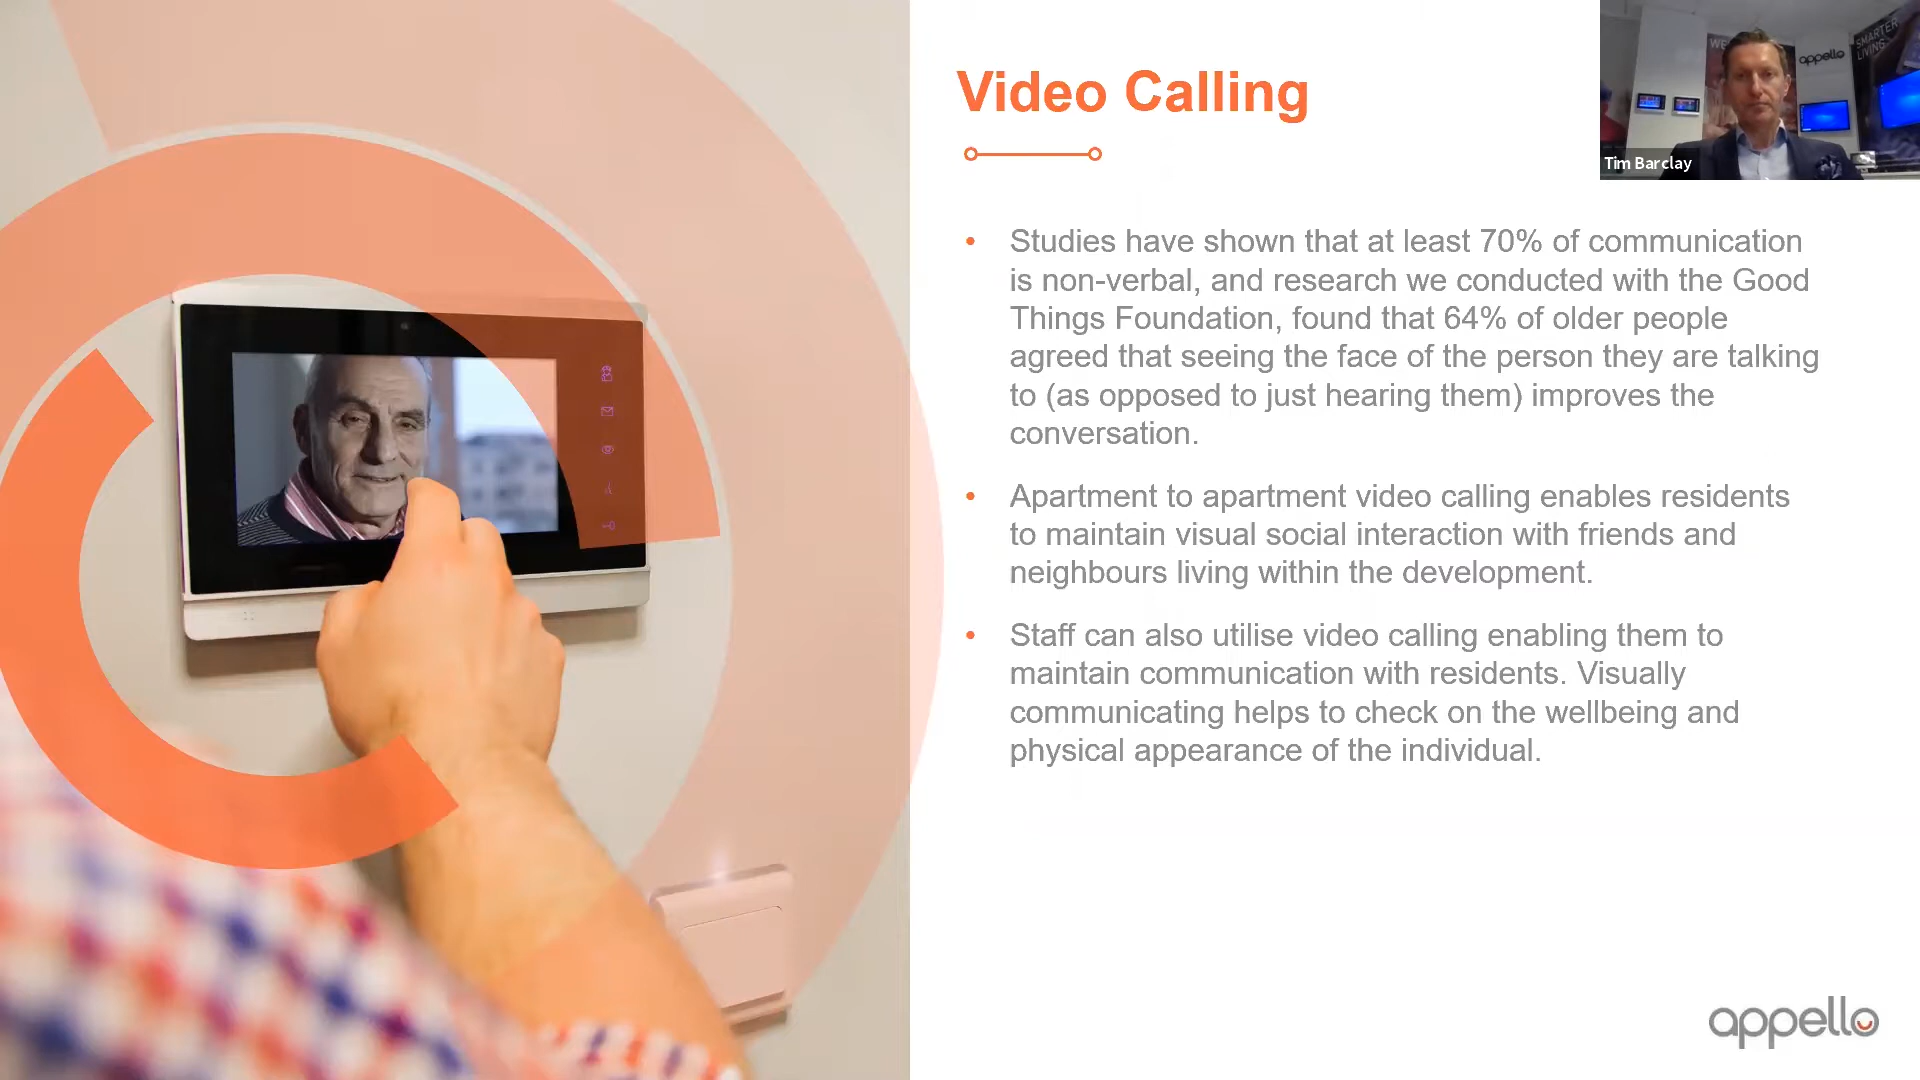 Video Calling
WE
appello
SMARTER
LIVING
Tim Barclay
• Studies have shown that at least 70% of communication
is non-verbal, and research we conducted with the Good
Things Foundation, found that 64% of older people
agreed that seeing the face of the person they are talking
to (as opposed to just hearing them) improves the
conversation.
• Apartment to apartment video calling enables residents
to maintain visual social interaction with friends and
neighbours living within the development.
• Staff can also utilise video calling enabling them to
maintain communication with residents. Visually
communicating helps to check on the wellbeing and
physical appearance of the individual.
appello